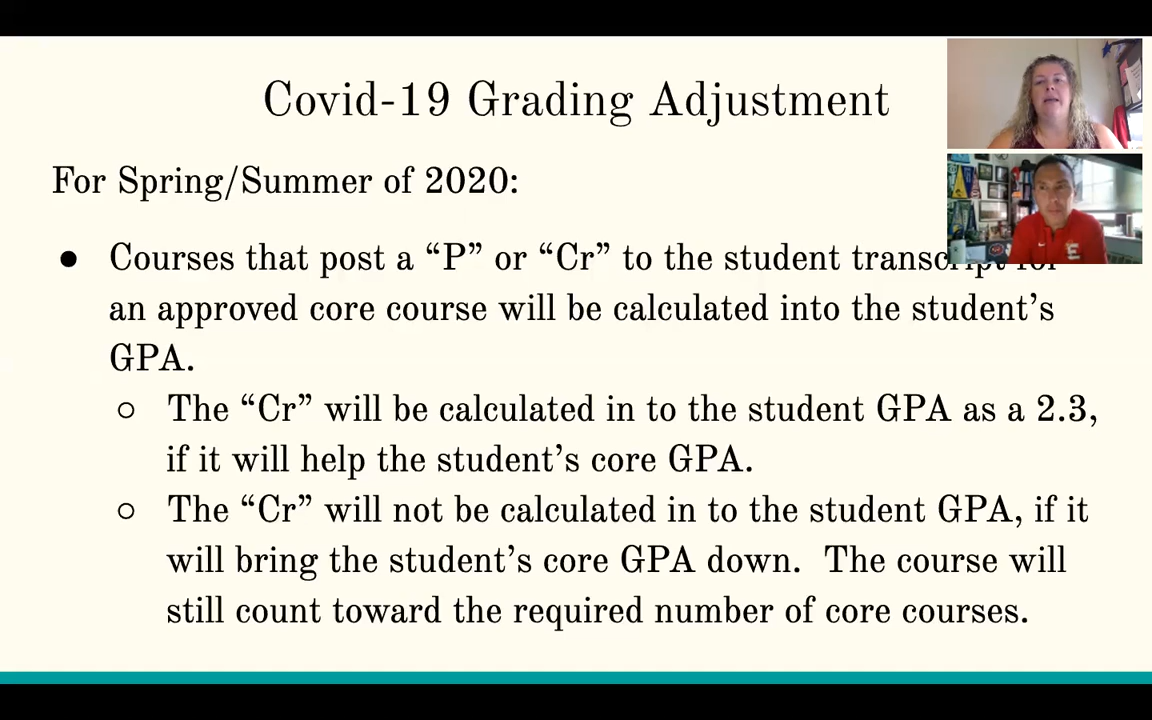 Covid-19 Grading Adjustment
For Spring/Summer of 2020:
● Courses that post a “P” or “Cr” to the student transcript for
an approved core course will be calculated into the student’s
GPA.
○ The “Cr” will be calculated in to the student GPA as a 2.3,
if it will help the student’s core GPA.
○ The “Cr” will not be calculated in to the student GPA, if it
will bring the student’s core GPA down. The course will
still count toward the required number of core courses.
E